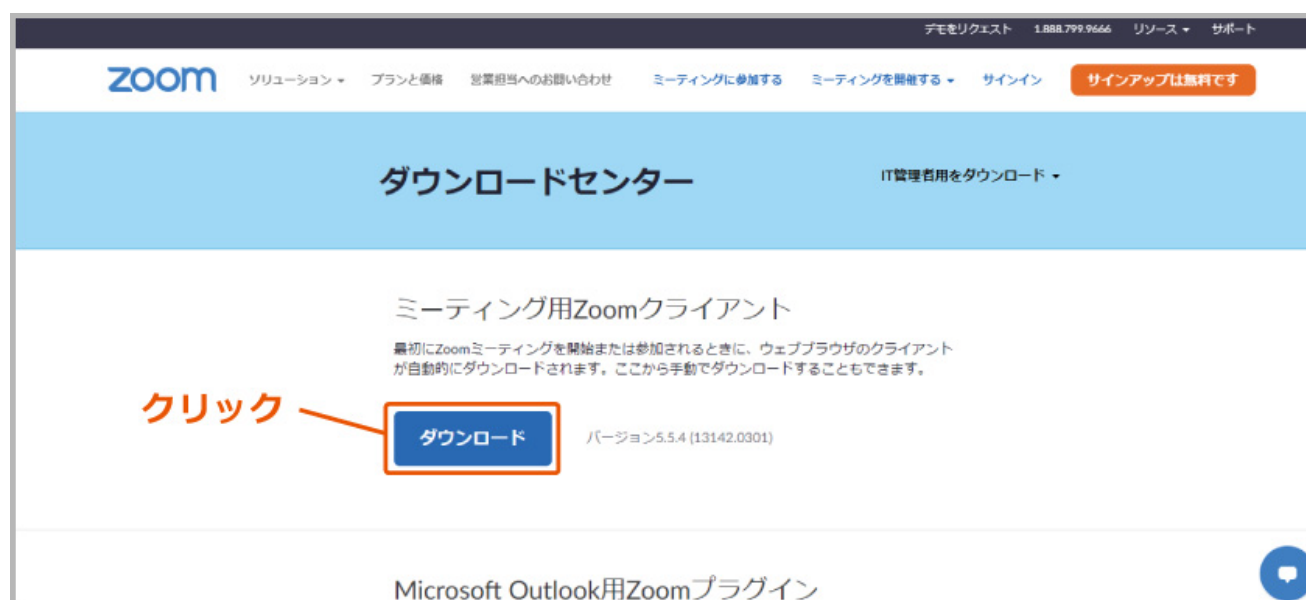 デモをリクエスト 1.888.799.9666 リソース サポート
zoom ソリューション プランと価格 営業担当へのお問い合わせ ミーティングに参加する ミーティングを開催する サインイン サインアップは無料です
ダウンロードセンター IT管理者用をダウンロード
ミーティング用Zoomクライアント
最初にZoomミーティングを開始または参加されるときに、ウェブブラウザのクライアント
が自動的にダウンロードされます。ここから手動でダウンロードすることもできます。
クリック
ダウンロード バージョン5.5.4 (13142.0301)
Microsoft Outlook用Zoomプラグイン